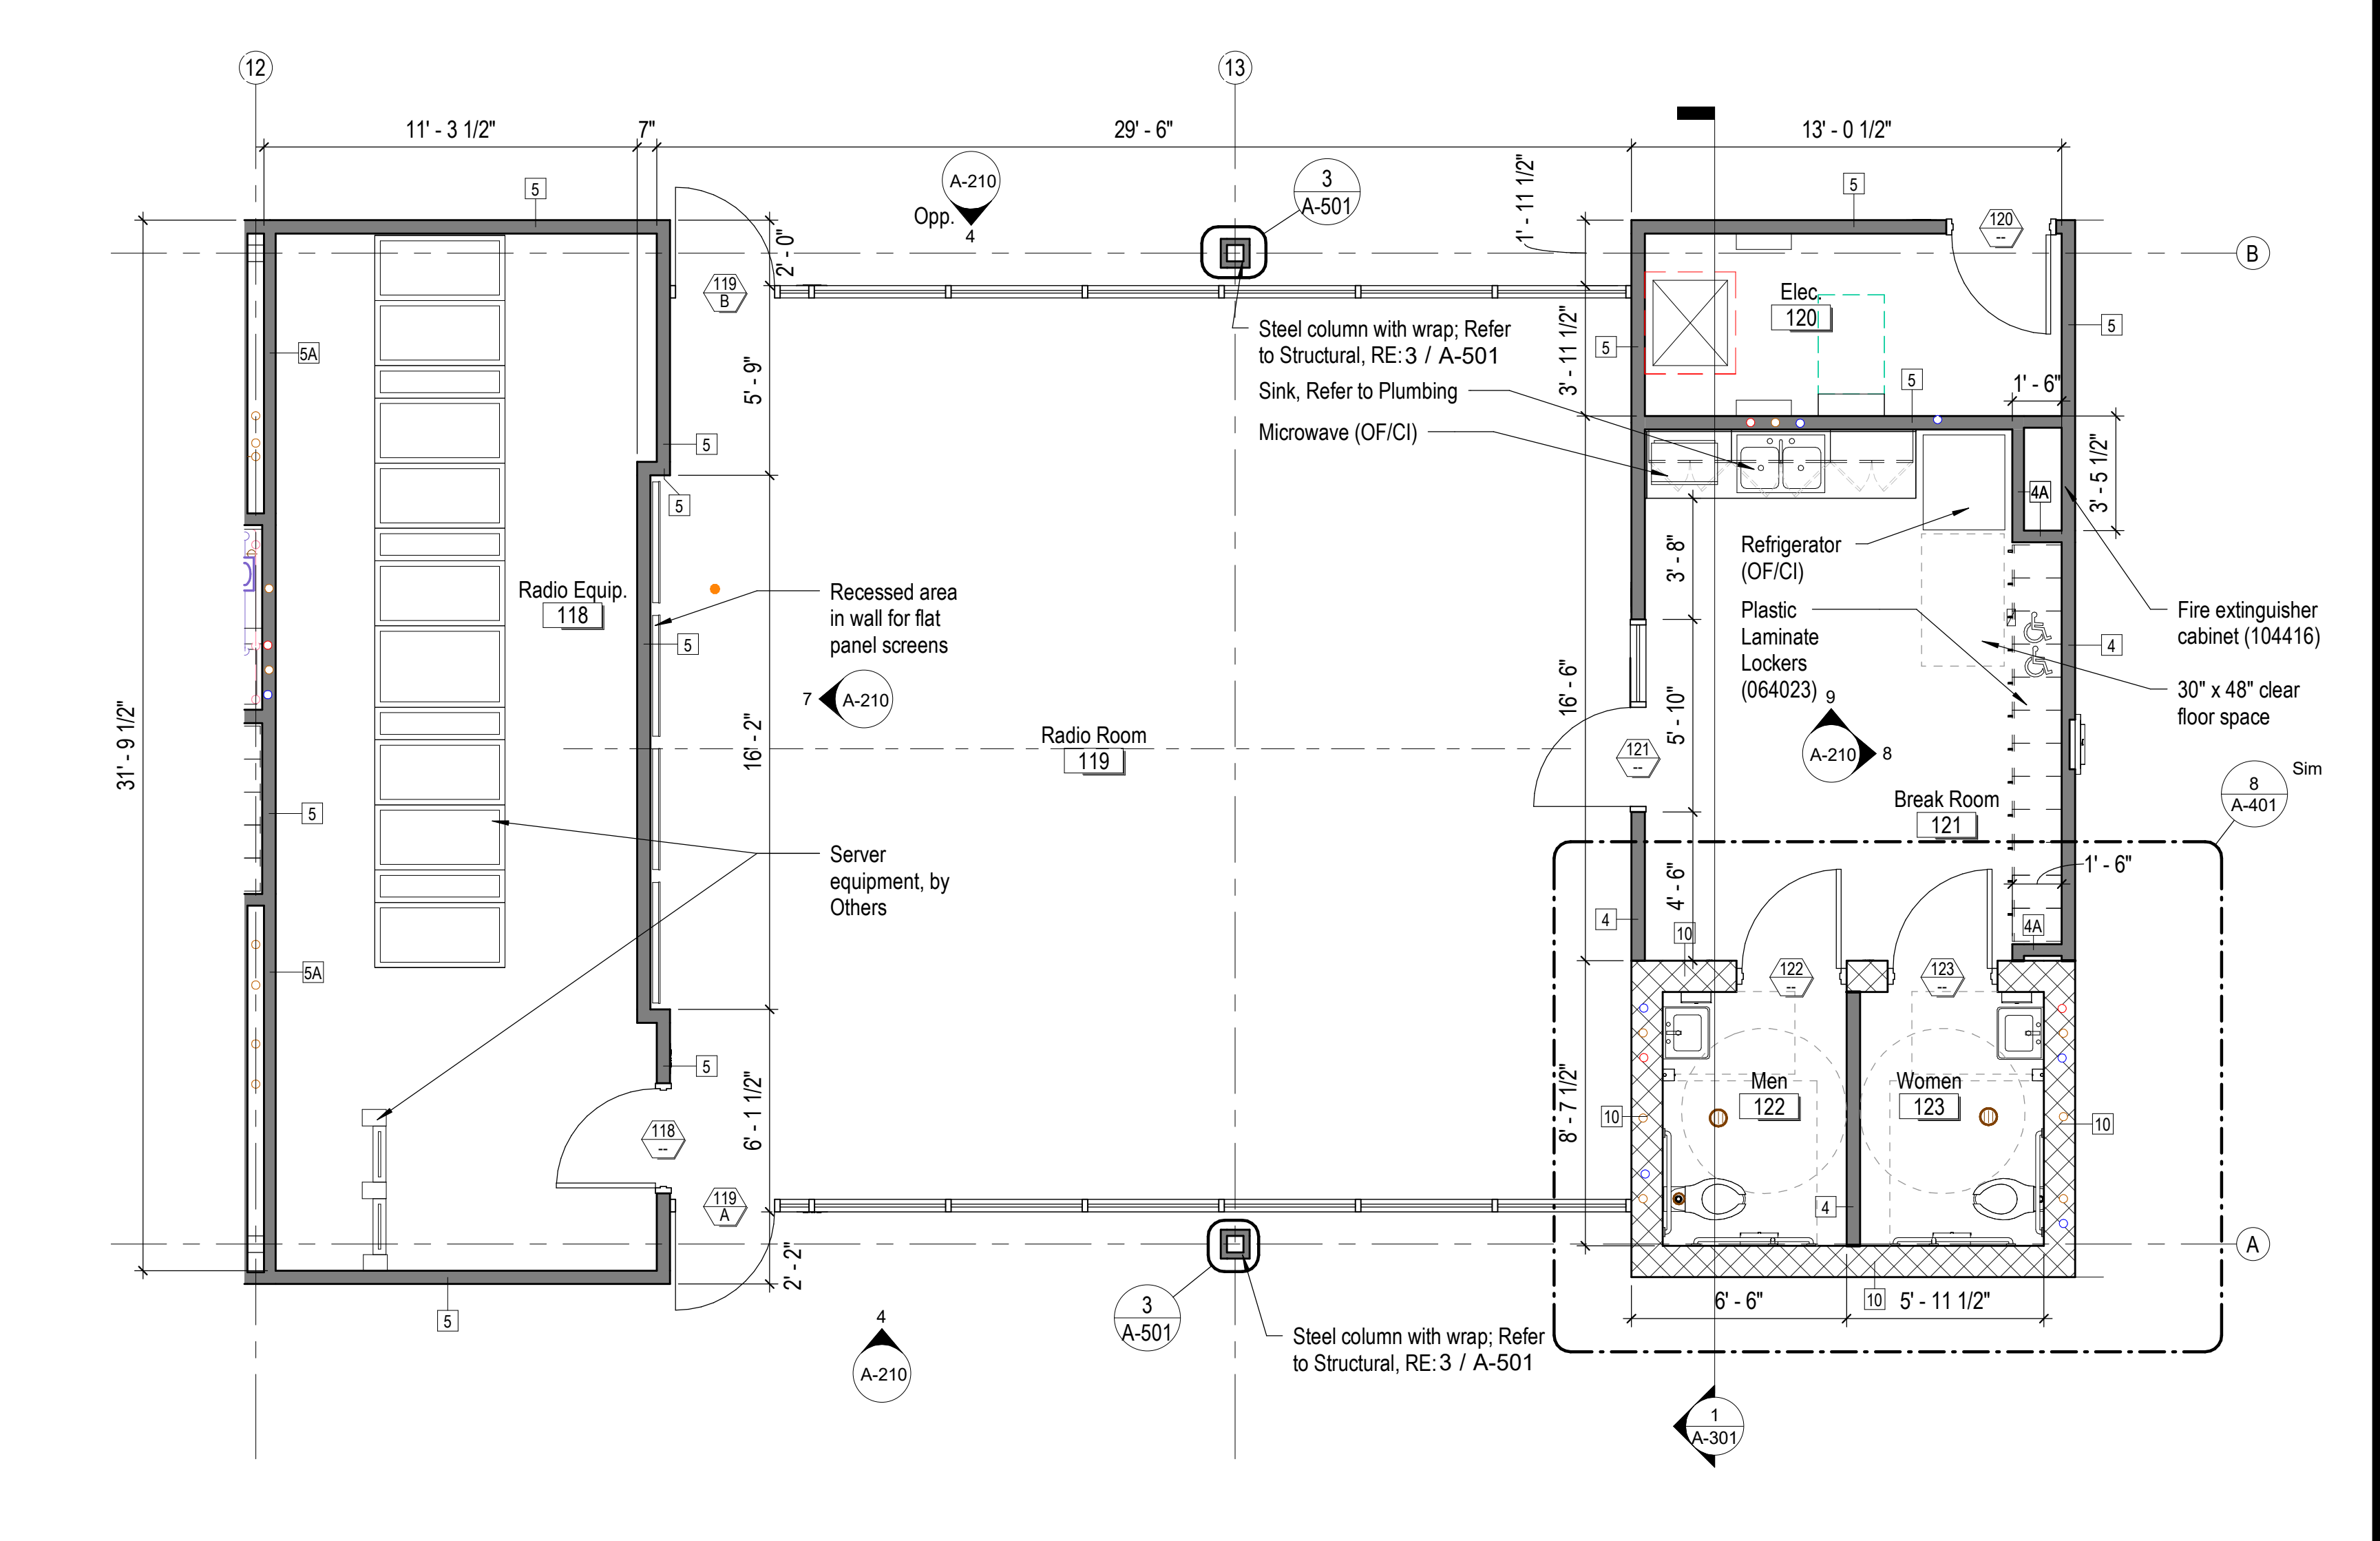 12
13
11' - 3 1/2"
7"
29' - 6"
13' - 0 1/2"
5
A-210
Opp.
4
3
A-501
1' - 11 1/2"
5
120
--
B
2' - 0"
119
B
Elec.
120
5A
5
5
Steel column with wrap; Refer
to Structural, RE: 3 / A-501
Sink, Refer to Plumbing
Microwave (OF/CI)
3' - 11 1/2"
5' - 9"
5
1' - 6"
5
5
3' - 5 1/2"
4A
3' - 8"
Refrigerator
(OF/CI)
Plastic
Laminate
Lockers
(064023)
Fire extinguisher
cabinet (104416)
30" x 48" clear
floor space
4
Radio Equip.
118
Recessed area
in wall for flat
panel screens
5
7
A-210
31' - 9 1/2"
16' - 2"
Radio Room
119
16' - 6"
5' - 10"
121
--
9
A-210
8
Sim
8
A-401
Break Room
121
5
Server
equipment, by
Others
1' - 6"
4' - 6"
4
10
4A
5A
122
--
123
--
5
6' - 1 1/2"
118
--
8' - 7 1/2"
10
Men
122
Women
123
10
4
119
A
A
2' - 2"
5
4
A-210
3
A-501
Steel column with wrap; Refer
to Structural, RE: 3 / A-501
6' - 6"
10
5' - 11 1/2"
1
A-301